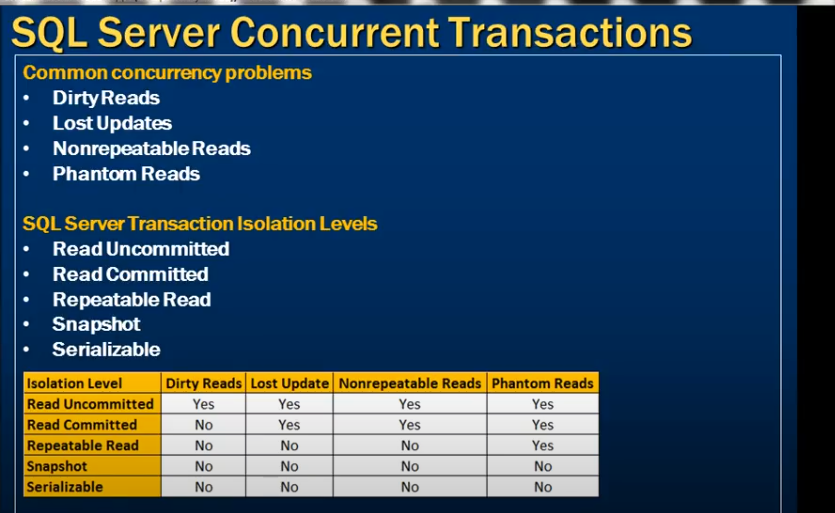 SQL Server Concurrent Transactions
Common concurrency problems
• Dirty Reads
• Lost Updates
• Nonrepeatable Reads
• Phantom Reads
SQL Server Transaction Isolation Levels
• Read Uncommitted
• Read Committed
• Repeatable Read
• Snapshot
• Serializable
Isolation Level Dirty Reads Lost Update Nonrepeatable Reads Phantom Reads
Read Uncommitted Yes Yes Yes Yes
Read Committed No Yes Yes Yes
Repeatable Read No No No Yes
Snapshot No No No No
Serializable No No No No